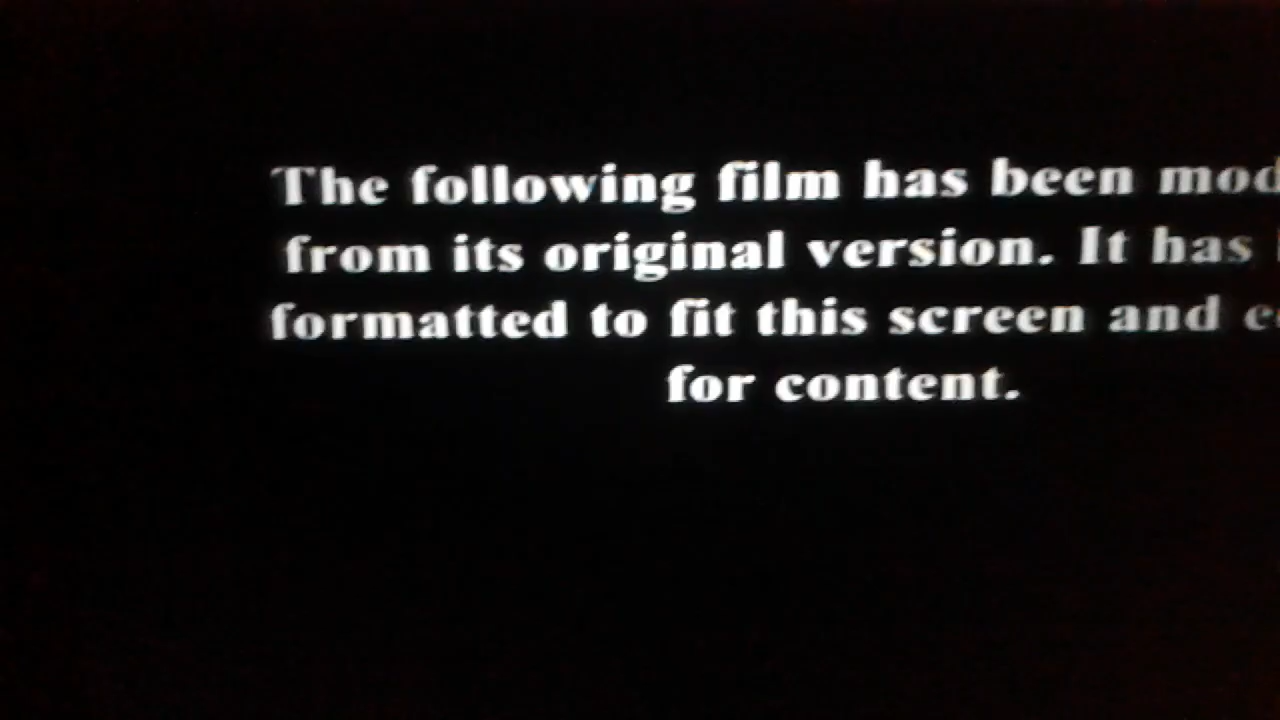 The following film has been mod
from its original version. It has
formatted to fit this screen and
for content.